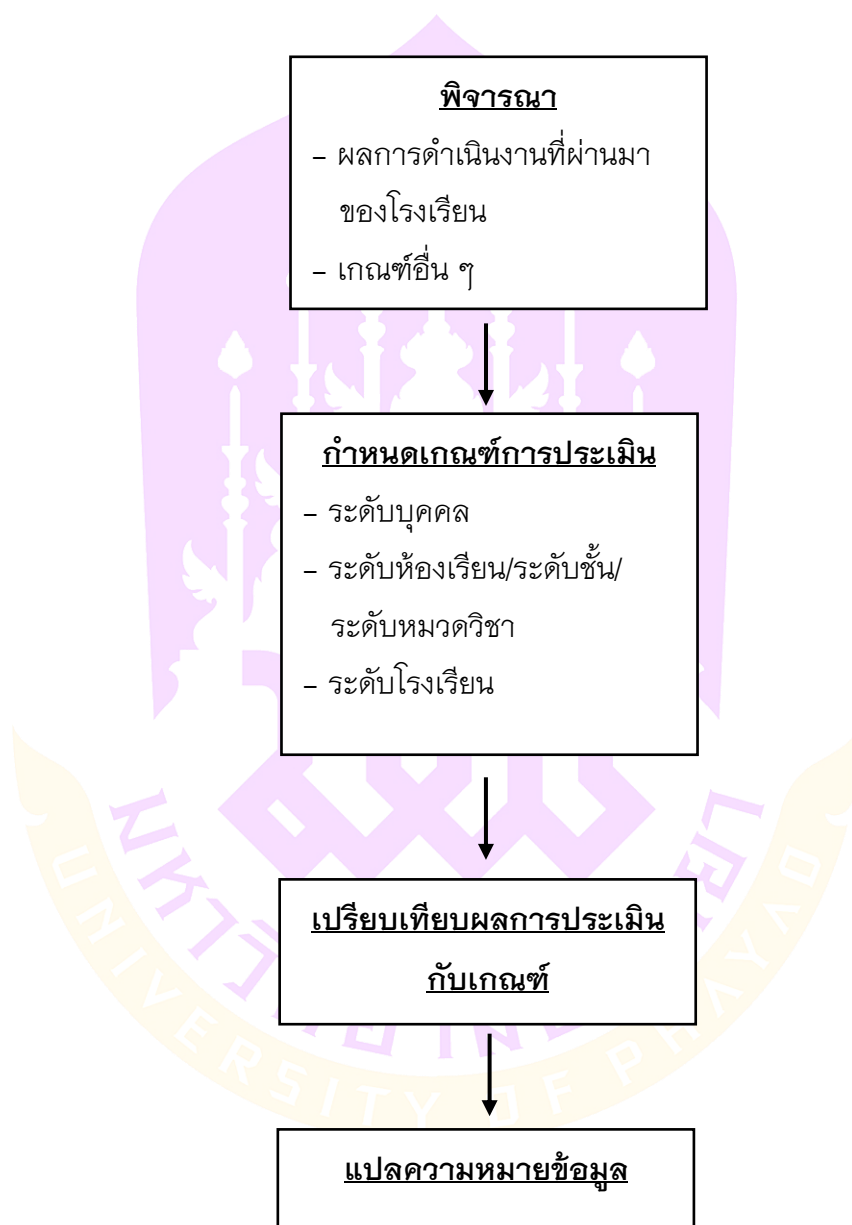 พิจารณา
– ผลการดำเนินงานที่ผ่านมา
ของโรงเรียน
– เกณฑ์อื่น ๆ
กำหนดเกณฑ์การประเมิน
– ระดับบุคคล
– ระดับห้องเรียน/ระดับชั้น/
ระดับหมวดวิชา
– ระดับโรงเรียน
เปรียบเทียบผลการประเมิน
กับเกณฑ์
แปลความหมายข้อมูล
UNIVERSITY OF PHAYAO